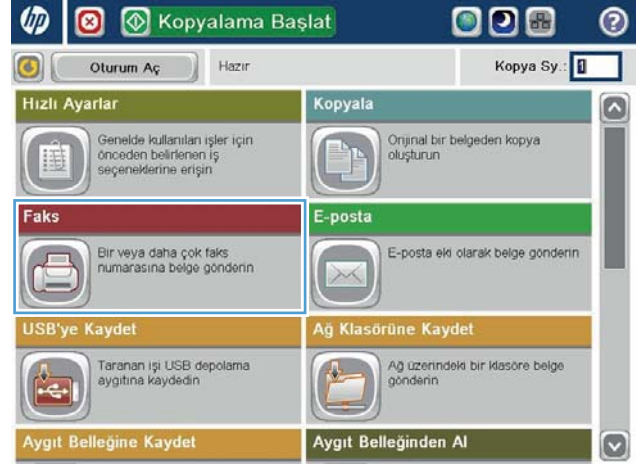 hp
Kopyalama Başlat
?
Oturum Aç
Hazır
Kopya Sy.: 1
Hızlı Ayarlar
Genelde kullanılan işler için
önceden belirlenen iş
seçeneklerine erişin
Kopyala
Orijinal bir belgeden kopya
oluşturun
Faks
Bir veya daha çok faks
numarasına belge gönderin
E-posta
E-posta eki olarak belge gönderin
USB'ye Kaydet
Taranan işi USB depolama
aygıtına kaydedin
Ağ Klasörüne Kaydet
Ağ üzerindeki bir klasöre belge
gönderin
Aygıt Belleğine Kaydet
Aygıt Belleğinden Al